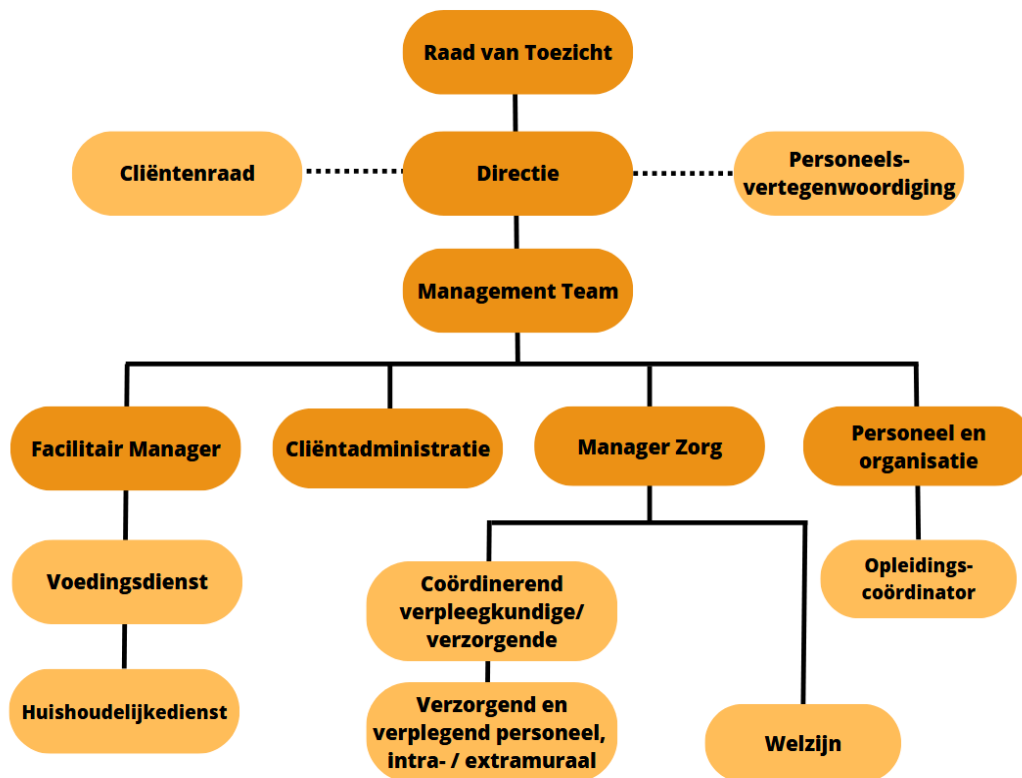 Raad van Toezicht
Cliëntenraad
Directie
Personeels-
vertegenwoordiging
Management Team
Facilitair Manager
Cliëntadministratie
Manager Zorg
Personeel en
organisatie
Voedingsdienst
Coördinerend
verpleegkundige/
verzorgende
Opleidings-
coördinator
Huishoudelijkedienst
Verzorgend en
verplegend personeel,
intra- / extramuraal
Welzijn